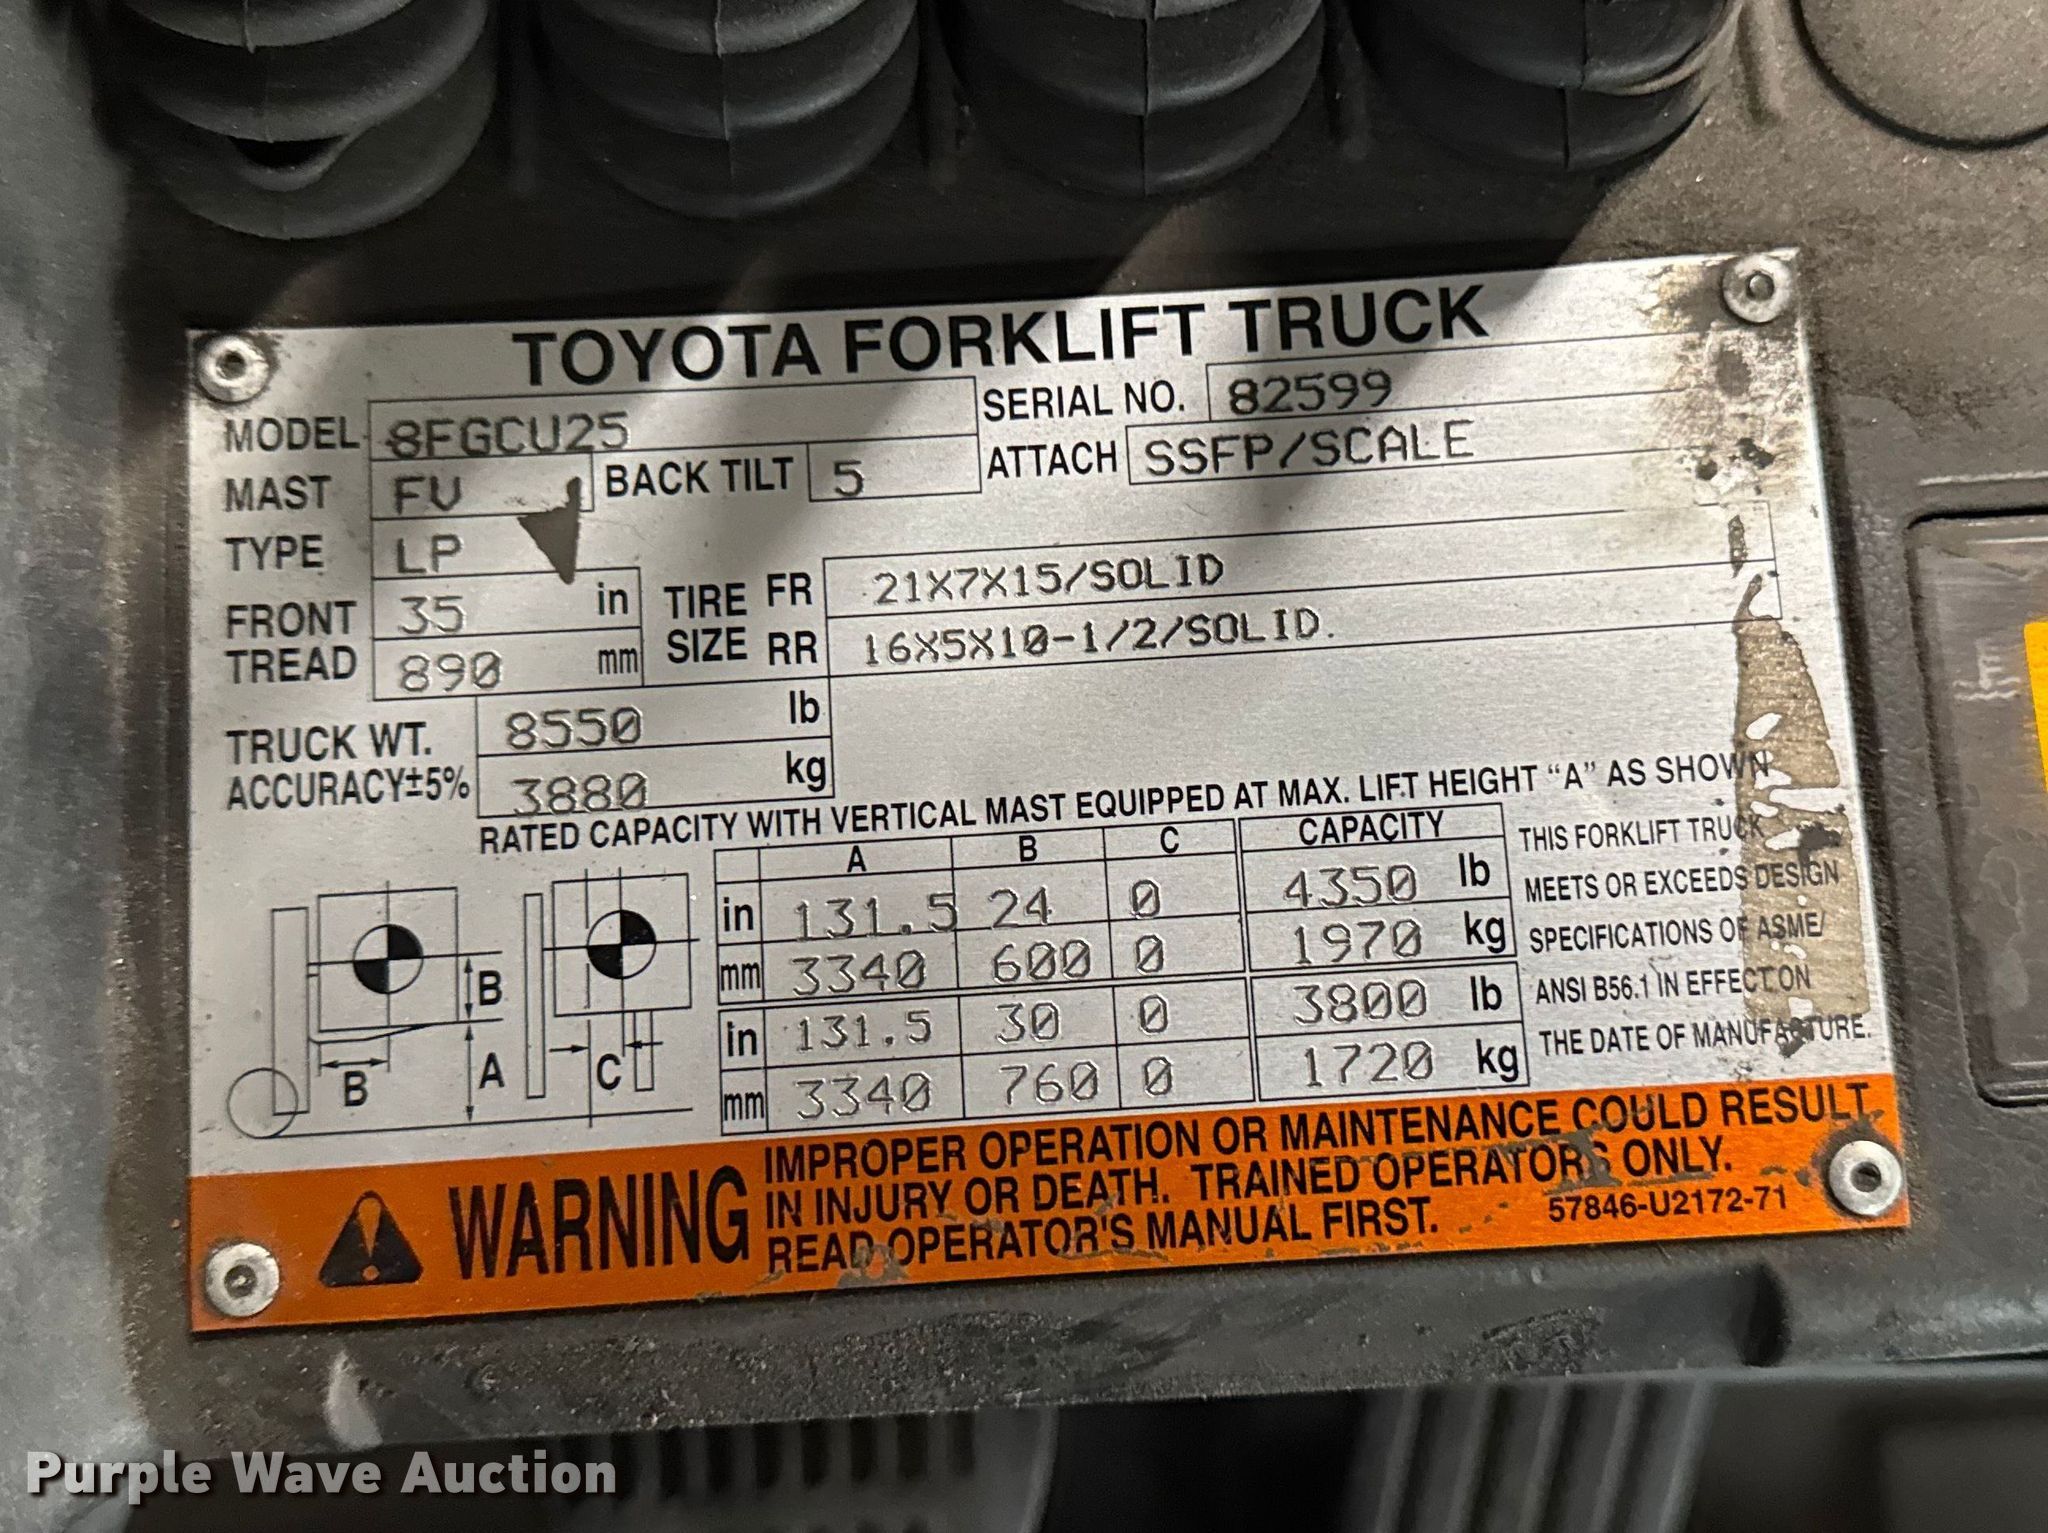 TOYOTA FORKLIFT TRUCK
MODEL 8FGCU25 SERIAL NO. 82599
MAST FV BACK TILT 5 ATTACH SSFP/SCALE
TYPE LP
FRONT TREAD 35 in TIRE SIZE FR 21X7X15/SOLID
890 mm RR 16X5X10-1/2/SOLID.
TRUCK WT. 8550 lb
ACCURACY±5% 3880 kg
RATED CAPACITY WITH VERTICAL MAST EQUIPPED AT MAX. LIFT HEIGHT "A" AS SHOWN
A B C CAPACITY
in 131.5 24 0 4350 lb
mm 3340 600 0 1970 kg
in 131.5 30 0 3800 lb
mm 3340 760 0 1720 kg
B
B
A
C
THIS FORKLIFT TRUCK
MEETS OR EXCEEDS DESIGN
SPECIFICATIONS OF ASME/
ANSI B56.1 IN EFFECT ON
THE DATE OF MANUFACTURE.
WARNING
IMPROPER OPERATION OR MAINTENANCE COULD RESULT
IN INJURY OR DEATH. TRAINED OPERATORS ONLY.
READ OPERATOR'S MANUAL FIRST.
57846-U2172-71
Purple Wave Auction